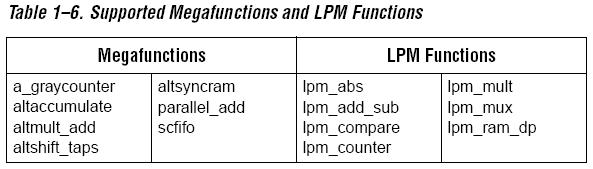 Table 1–6. Supported Megafunctions and LPM Functions
Megafunctions LPM Functions
a_graycounter altsyncram lpm_abs lpm_mult
altaccumulate parallel_add lpm_add_sub lpm_mux
altmult_add scfifo lpm_compare lpm_ram_dp
altshift_taps lpm_counter